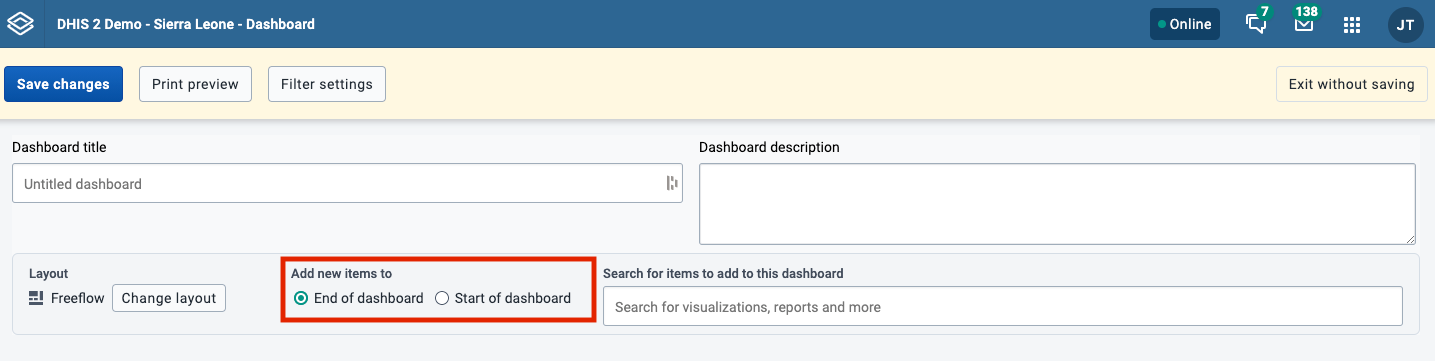 DHIS 2 Demo - Sierra Leone - Dashboard
Online
7
138
JT
Save changes
Print preview
Filter settings
Exit without saving
Dashboard title
Dashboard description
Untitled dashboard
Layout
Add new items to
Search for items to add to this dashboard
Freeflow
Change layout
End of dashboard
Start of dashboard
Search for visualizations, reports and more